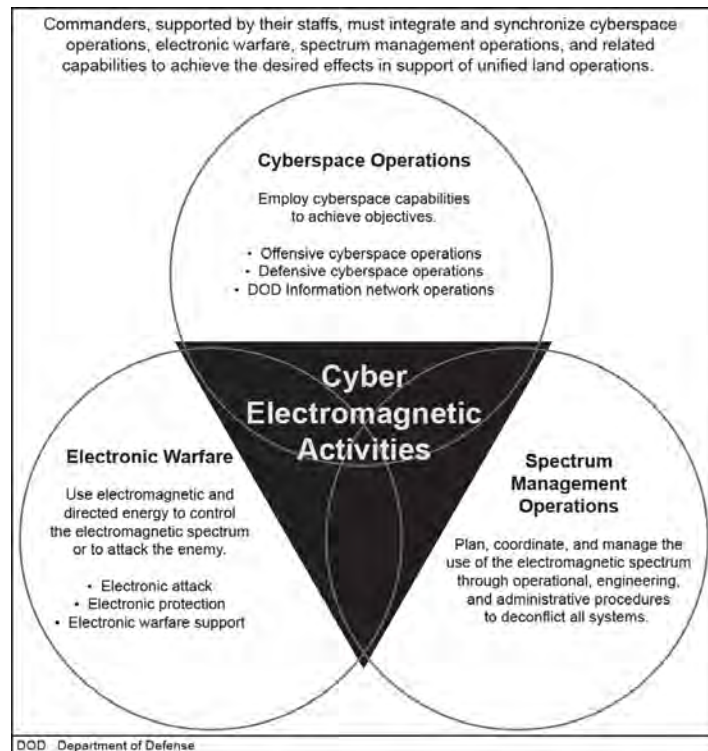 Commanders, supported by their staffs, must integrate and synchronize cyberspace
operations, electronic warfare, spectrum management operations, and related
capabilities to achieve the desired effects in support of unified land operations.
Cyberspace Operations
Employ cyberspace capabilities
to achieve objectives.
• Offensive cyberspace operations
• Defensive cyberspace operations
• DOD Information network operations
Cyber
Electromagnetic
Activities
Electronic Warfare
Use electromagnetic and
directed energy to control
the electromagnetic spectrum
or to attack the enemy.
• Electronic attack
• Electronic protection
• Electronic warfare support
Spectrum
Management
Operations
Plan, coordinate, and manage the
use of the electromagnetic spectrum
through operational, engineering,
and administrative procedures
to deconflict all systems.
DOD Department of Defense